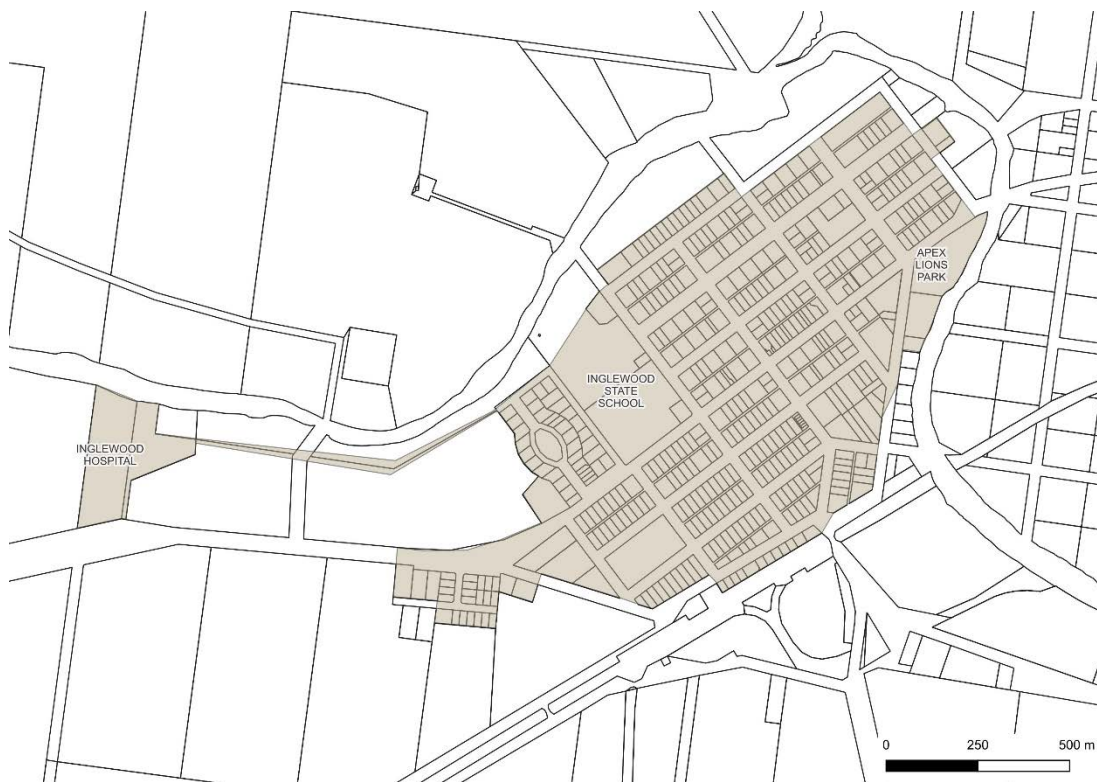 APEX
LIONS
PARK
INGLEWOOD
STATE
SCHOOL
INGLEWOOD
HOSPITAL
0 250 500 m